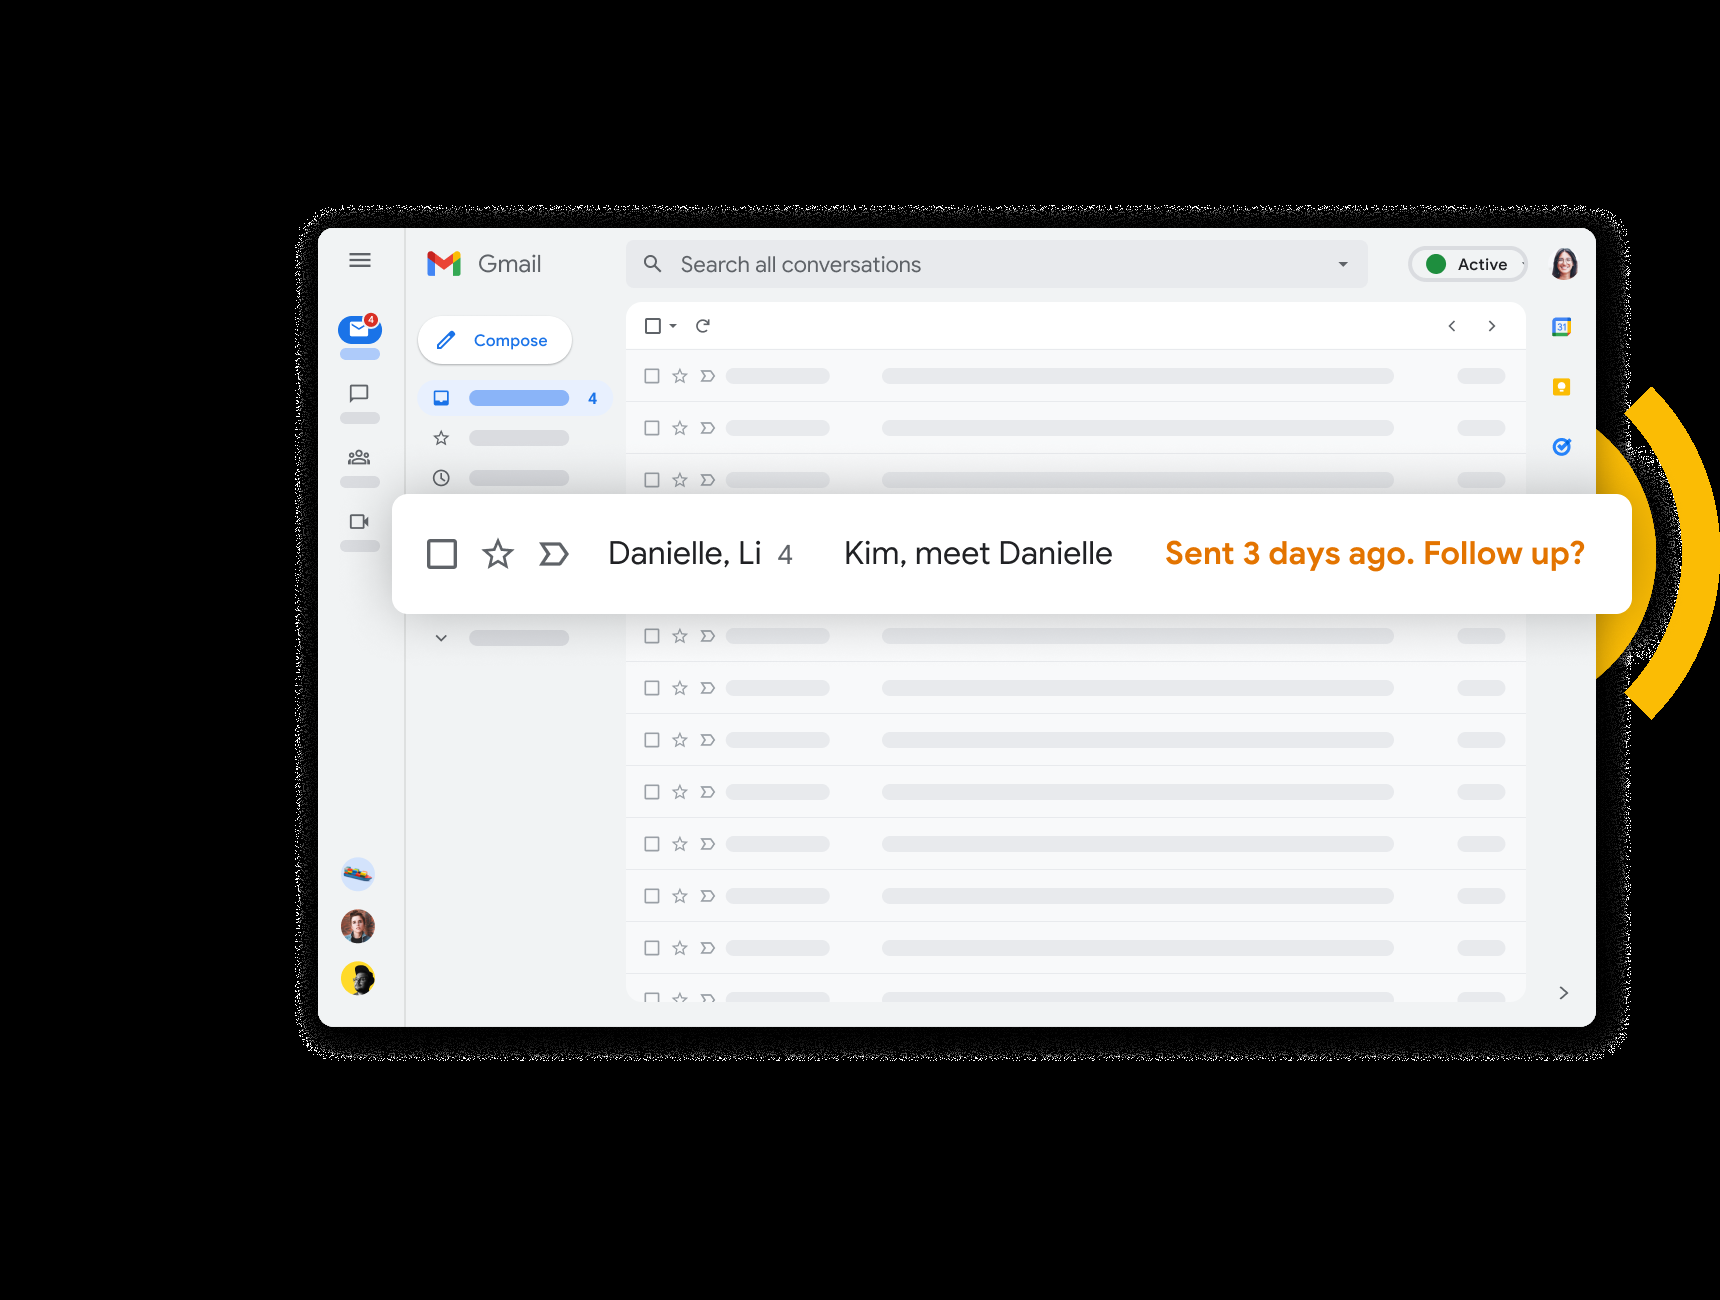 Gmail
Search all conversations
Active
4
Compose
31
4
Danielle, Li 4 Kim, meet Danielle Sent 3 days ago. Follow up?